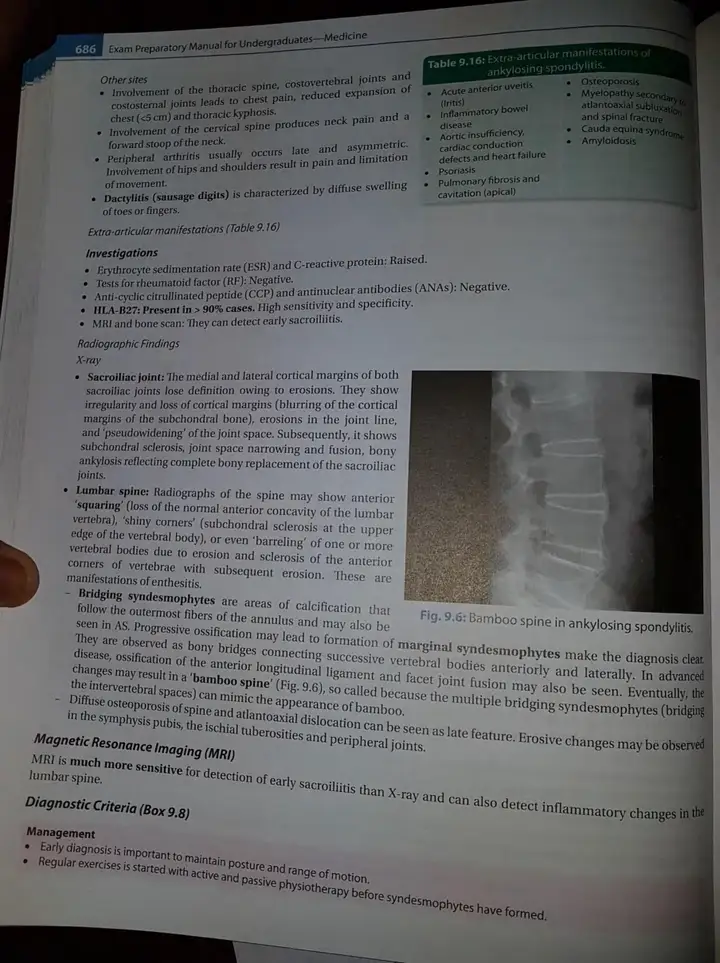 686 Exam Preparatory Manual for Undergraduates—Medicine
Other sites
• Involvement of the thoracic spine, costovertebral joints and
costosternal joints leads to chest pain, reduced expansion of
chest (<5 cm) and thoracic kyphosis.
• Involvement of the cervical spine produces neck pain and a
forward stoop of the neck.
• Peripheral arthritis usually occurs late and asymmetric.
Involvement of hips and shoulders result in pain and limitation
of movement.
• Dactylitis (sausage digits) is characterized by diffuse swelling
of toes or fingers.
Extra-articular manifestations (Table 9.16)
Table 9.16: Extra-articular manifestations of
ankylosing spondylitis.
• Acute anterior uveitis
(Iritis)
• Inflammatory bowel
disease
• Aortic insufficiency,
cardiac conduction
defects and heart failure
• Psoriasis
• Pulmonary fibrosis and
cavitation (apical)
• Osteoporosis
• Myelopathy secondary to
atlantoaxial subluxation
and spinal fracture
• Cauda equina syndrome
• Amyloidusis
Investigations
• Erythrocyte sedimentation rate (ESR) and C-reactive protein: Raised.
• Tests for rheumatoid factor (RF): Negative.
• Anti-cyclic citrullinated peptide (CCP) and antinuclear antibodies (ANAs): Negative.
• HLA-B27: Present in > 90% cases. High sensitivity and specificity.
• MRI and bone scan: They can detect early sacroiliitis.
Radiographic Findings
X-ray
• Sacroiliac joint: The medial and lateral cortical margins of both
sacroiliac joints lose definition owing to erosions. They show
irregularity and loss of cortical margins (blurring of the cortical
margins of the subchondral bone), erosions in the joint line,
and 'pseudowidening' of the joint space. Subsequently, it shows
subchondral sclerosis, joint space narrowing and fusion, bony
ankylosis reflecting complete bony replacement of the sacroiliac
joints.
• Lumbar spine: Radiographs of the spine may show anterior
'squaring' (loss of the normal anterior concavity of the lumbar
vertebra), 'shiny corners' (subchondral sclerosis at the upper
edge of the vertebral body), or even 'barreling' of one or more
vertebral bodies due to erosion and sclerosis of the anterior
corners of vertebrae with subsequent erosion. These are
manifestations of enthesitis.
– Bridging syndesmophytes are areas of calcification that
follow the outermost fibers of the annulus and may also be
seen in AS. Progressive ossification may lead to formation of marginal syndesmophytes make the diagnosis clear.
They are observed as bony bridges connecting successive vertebral bodies anteriorly and laterally. In advanced
disease, ossification of the anterior longitudinal ligament and facet joint fusion may also be seen. Eventually, the
changes may result in a 'bamboo spine' (Fig. 9.6), so called because the multiple bridging syndesmophytes (bridging
the intervertebral spaces) can mimic the appearance of bamboo.
– Diffuse osteoporosis of spine and atlantoaxial dislocation can be seen as late feature. Erosive changes may be observed
in the symphysis pubis, the ischial tuberosities and peripheral joints.
Fig. 9.6: Bamboo spine in ankylosing spondylitis.
Magnetic Resonance Imaging (MRI)
MRI is much more sensitive for detection of early sacroiliitis than X-ray and can also detect inflammatory changes in the
lumbar spine.
Diagnostic Criteria (Box 9.8)
Management
• Early diagnosis is important to maintain posture and range of motion.
• Regular exercises is started with active and passive physiotherapy before syndesmophytes have formed.